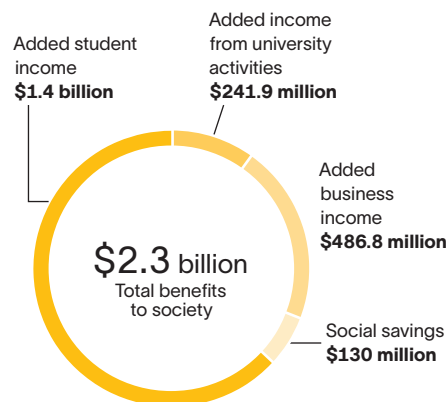 Added student
income
$1.4 billion
Added income
from university
activities
$241.9 million
Added
business
income
$486.8 million
$2.3 billion
Total benefits
to society
Social savings
$130 million